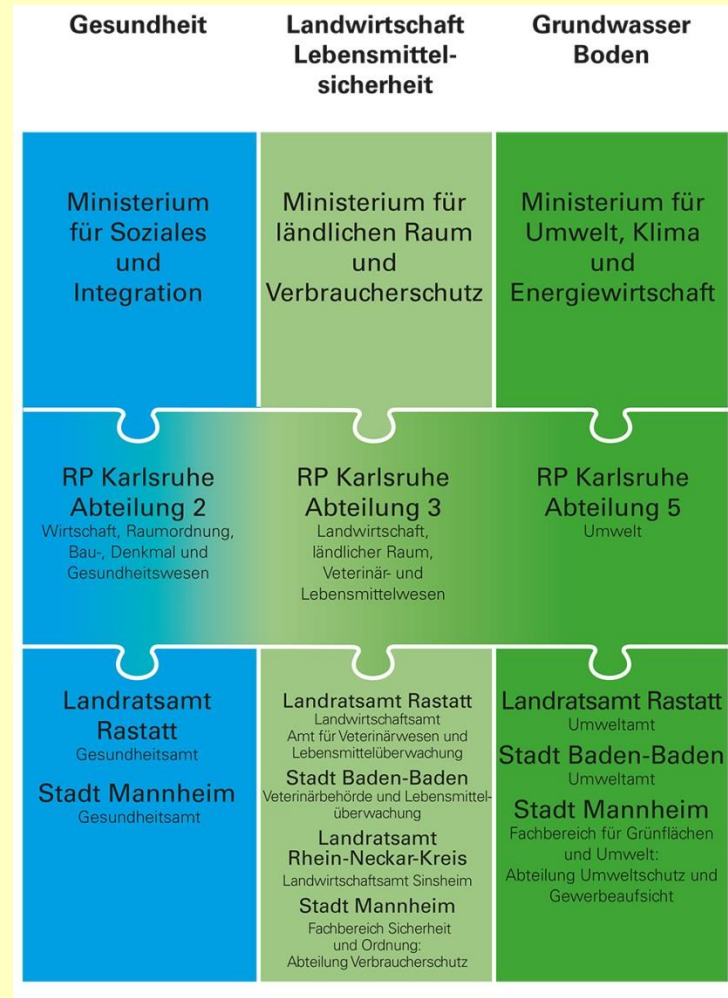 Gesundheit
Landwirtschaft
Lebensmittel-
sicherheit
Grundwasser
Boden
Ministerium
für Soziales
und
Integration
Ministerium für
ländlichen Raum
und
Verbraucherschutz
Ministerium für
Umwelt, Klima
und
Energiewirtschaft
RP Karlsruhe
Abteilung 2
Wirtschaft, Raumordnung,
Bau-, Denkmal und
Gesundheitswesen
RP Karlsruhe
Abteilung 3
Landwirtschaft,
ländlicher Raum,
Veterinär- und
Lebensmittelwesen
RP Karlsruhe
Abteilung 5
Umwelt
Landratsamt
Rastatt
Gesundheitsamt
Stadt Mannheim
Gesundheitsamt
Landratsamt Rastatt
Landwirtschaftsamt
Amt für Veterinärwesen und
Lebensmittelüberwachung
Stadt Baden-Baden
Veterinärbehörde und Lebensmittel-
überwachung
Landratsamt
Rhein-Neckar-Kreis
Landwirtschaftsamt Sinsheim
Stadt Mannheim
Fachbereich Sicherheit
und Ordnung:
Abteilung Verbraucherschutz
Landratsamt Rastatt
Umweltamt
Stadt Baden-Baden
Umweltamt
Stadt Mannheim
Fachbereich für Grünflächen
und Umwelt:
Abteilung Umweltschutz und
Gewerbeaufsicht